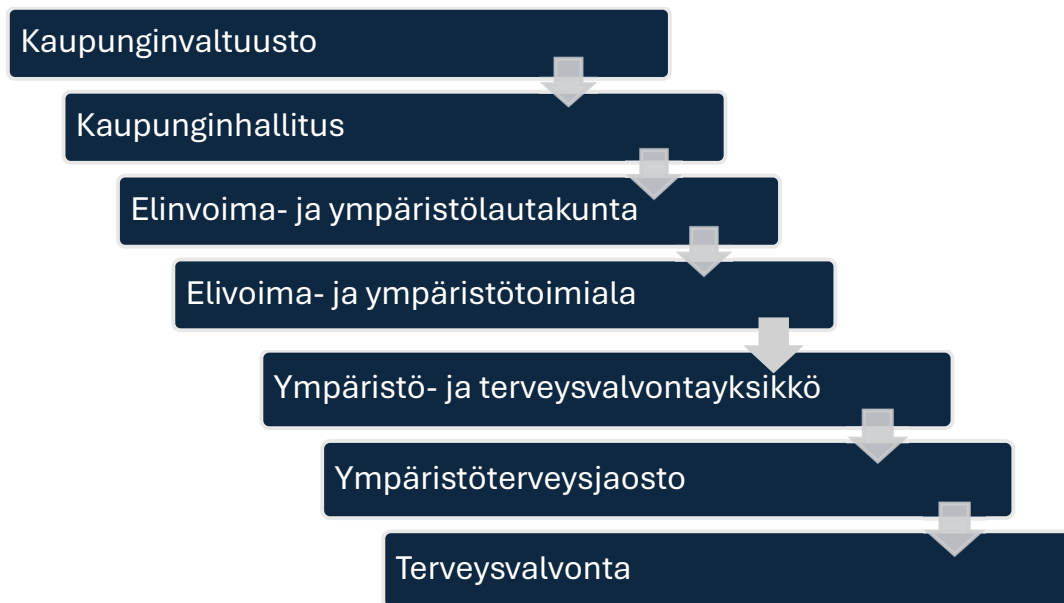 Kaupunginvaltuusto
Kaupunginhallitus
Elinvoima- ja ympäristölautakunta
Elivoima- ja ympäristötoimiala
Ympäristö- ja terveysvalvontayksikkö
Ympäristöterveysjaosto
Terveysvalvonta